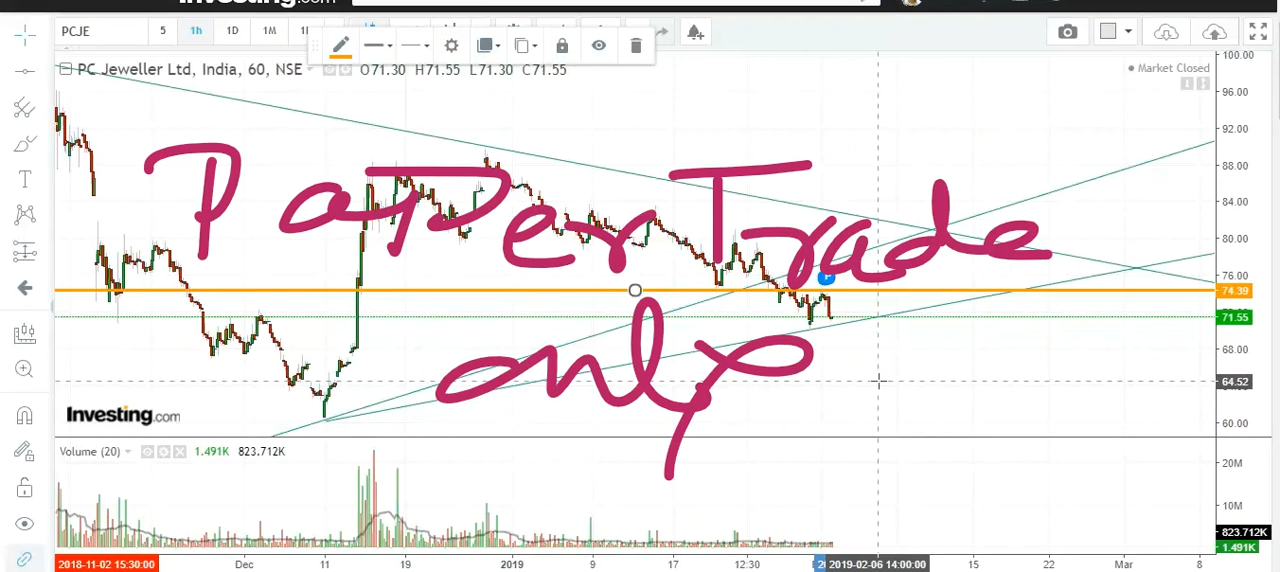 Investing.com
PCJE 5 1h 1D 1M
PC Jeweller Ltd, India, 60, NSE O71.30 H71.55 L71.30 C71.55
Market Closed
Paper Trade
only
100.00
96.00
92.00
88.00
84.00
80.00
76.00
74.39
71.55
68.00
64.52
60.00
Investing.com
Volume (20) 1.491K 823.712K
20M
10M
823.712K
1.491K
2018-11-02 15:30:00 Dec 11 19 2019 9 17 12:30 2019-02-06 14:00:00 15 22 Mar 8